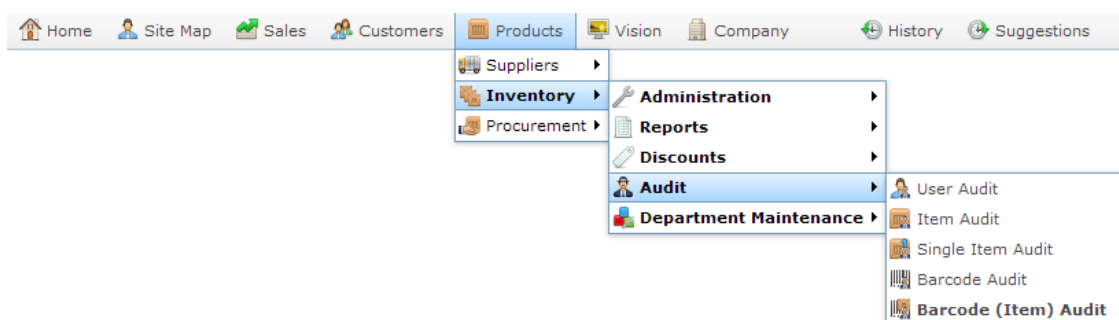 Home Site Map Sales Customers Products Vision Company History Suggestions
Suppliers
Inventory
Procurement
Administration
Reports
Discounts
Audit
Department Maintenance
User Audit
Item Audit
Single Item Audit
Barcode Audit
Barcode (Item) Audit